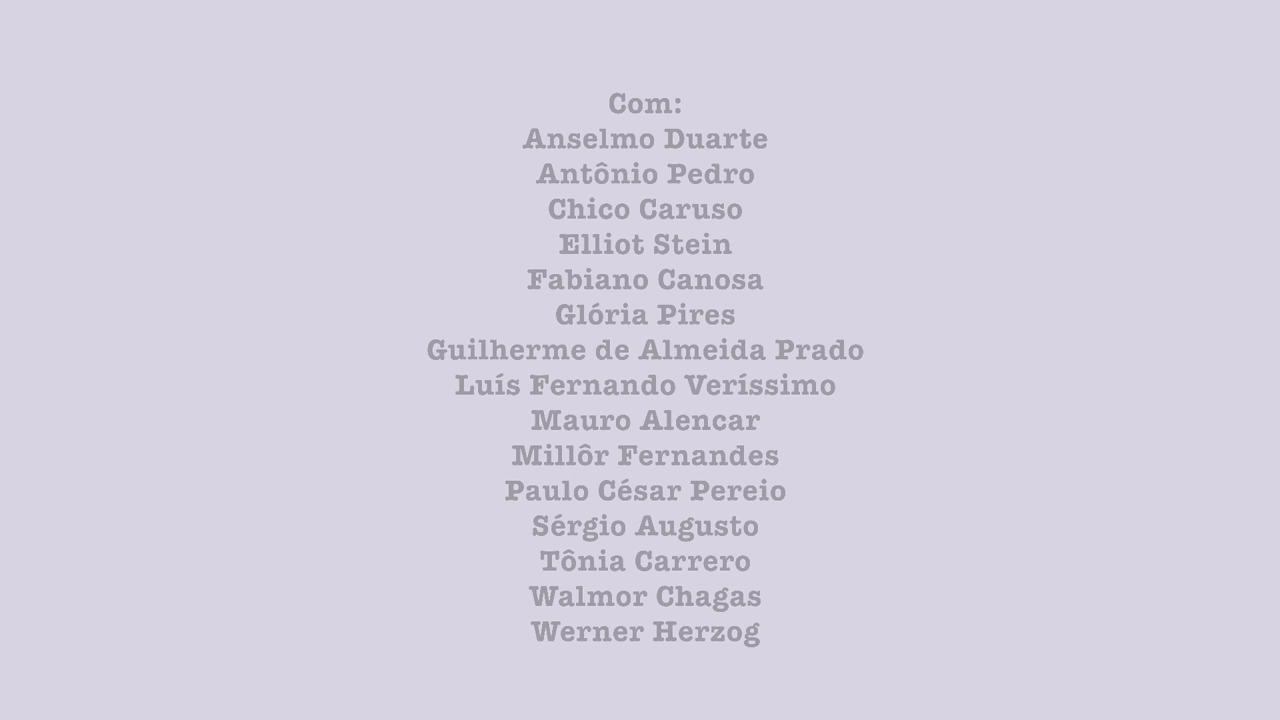 Com:
Anselmo Duarte
Antônio Pedro
Chico Caruso
Elliot Stein
Fabiano Canosa
Glória Pires
Guilherme de Almeida Prado
Luís Fernando Veríssimo
Mauro Alencar
Millôr Fernandes
Paulo César Pereio
Sérgio Augusto
Tônia Carrero
Walmor Chagas
Werner Herzog